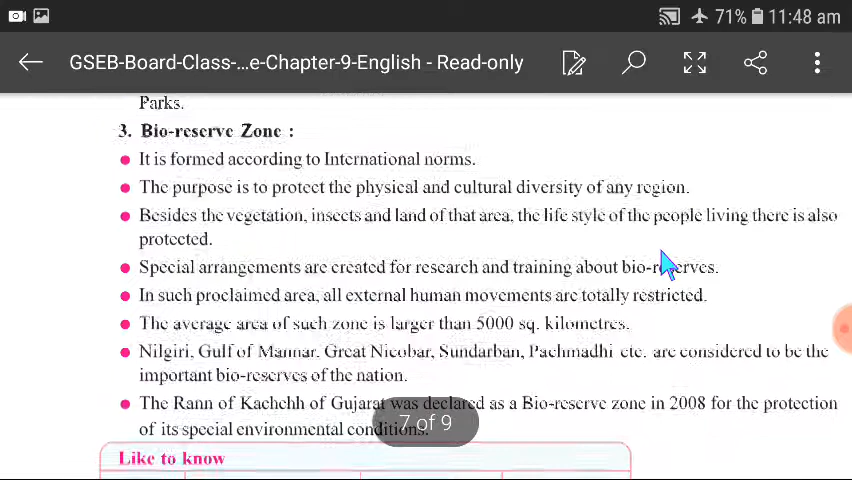 71% 11:48 am
GSEB-Board-Class-...e-Chapter-9-English - Read-only
Parks.
3. Bio-reserve Zone :
It is formed according to International norms.
The purpose is to protect the physical and cultural diversity of any region.
Besides the vegetation, insects and land of that area, the life style of the people living there is also
protected.
Special arrangements are created for research and training about bio-reserves.
In such proclaimed area, all external human movements are totally restricted.
The average area of such zone is larger than 5000 sq. kilometres.
Nilgiri, Gulf of Mannar, Great Nicobar, Sundarban, Pachmadhi etc. are considered to be the
important bio-reserves of the nation.
The Rann of Kachchh of Gujarat was declared as a Bio-reserve zone in 2008 for the protection
of its special environmental conditions.
7 of 9
Like to know